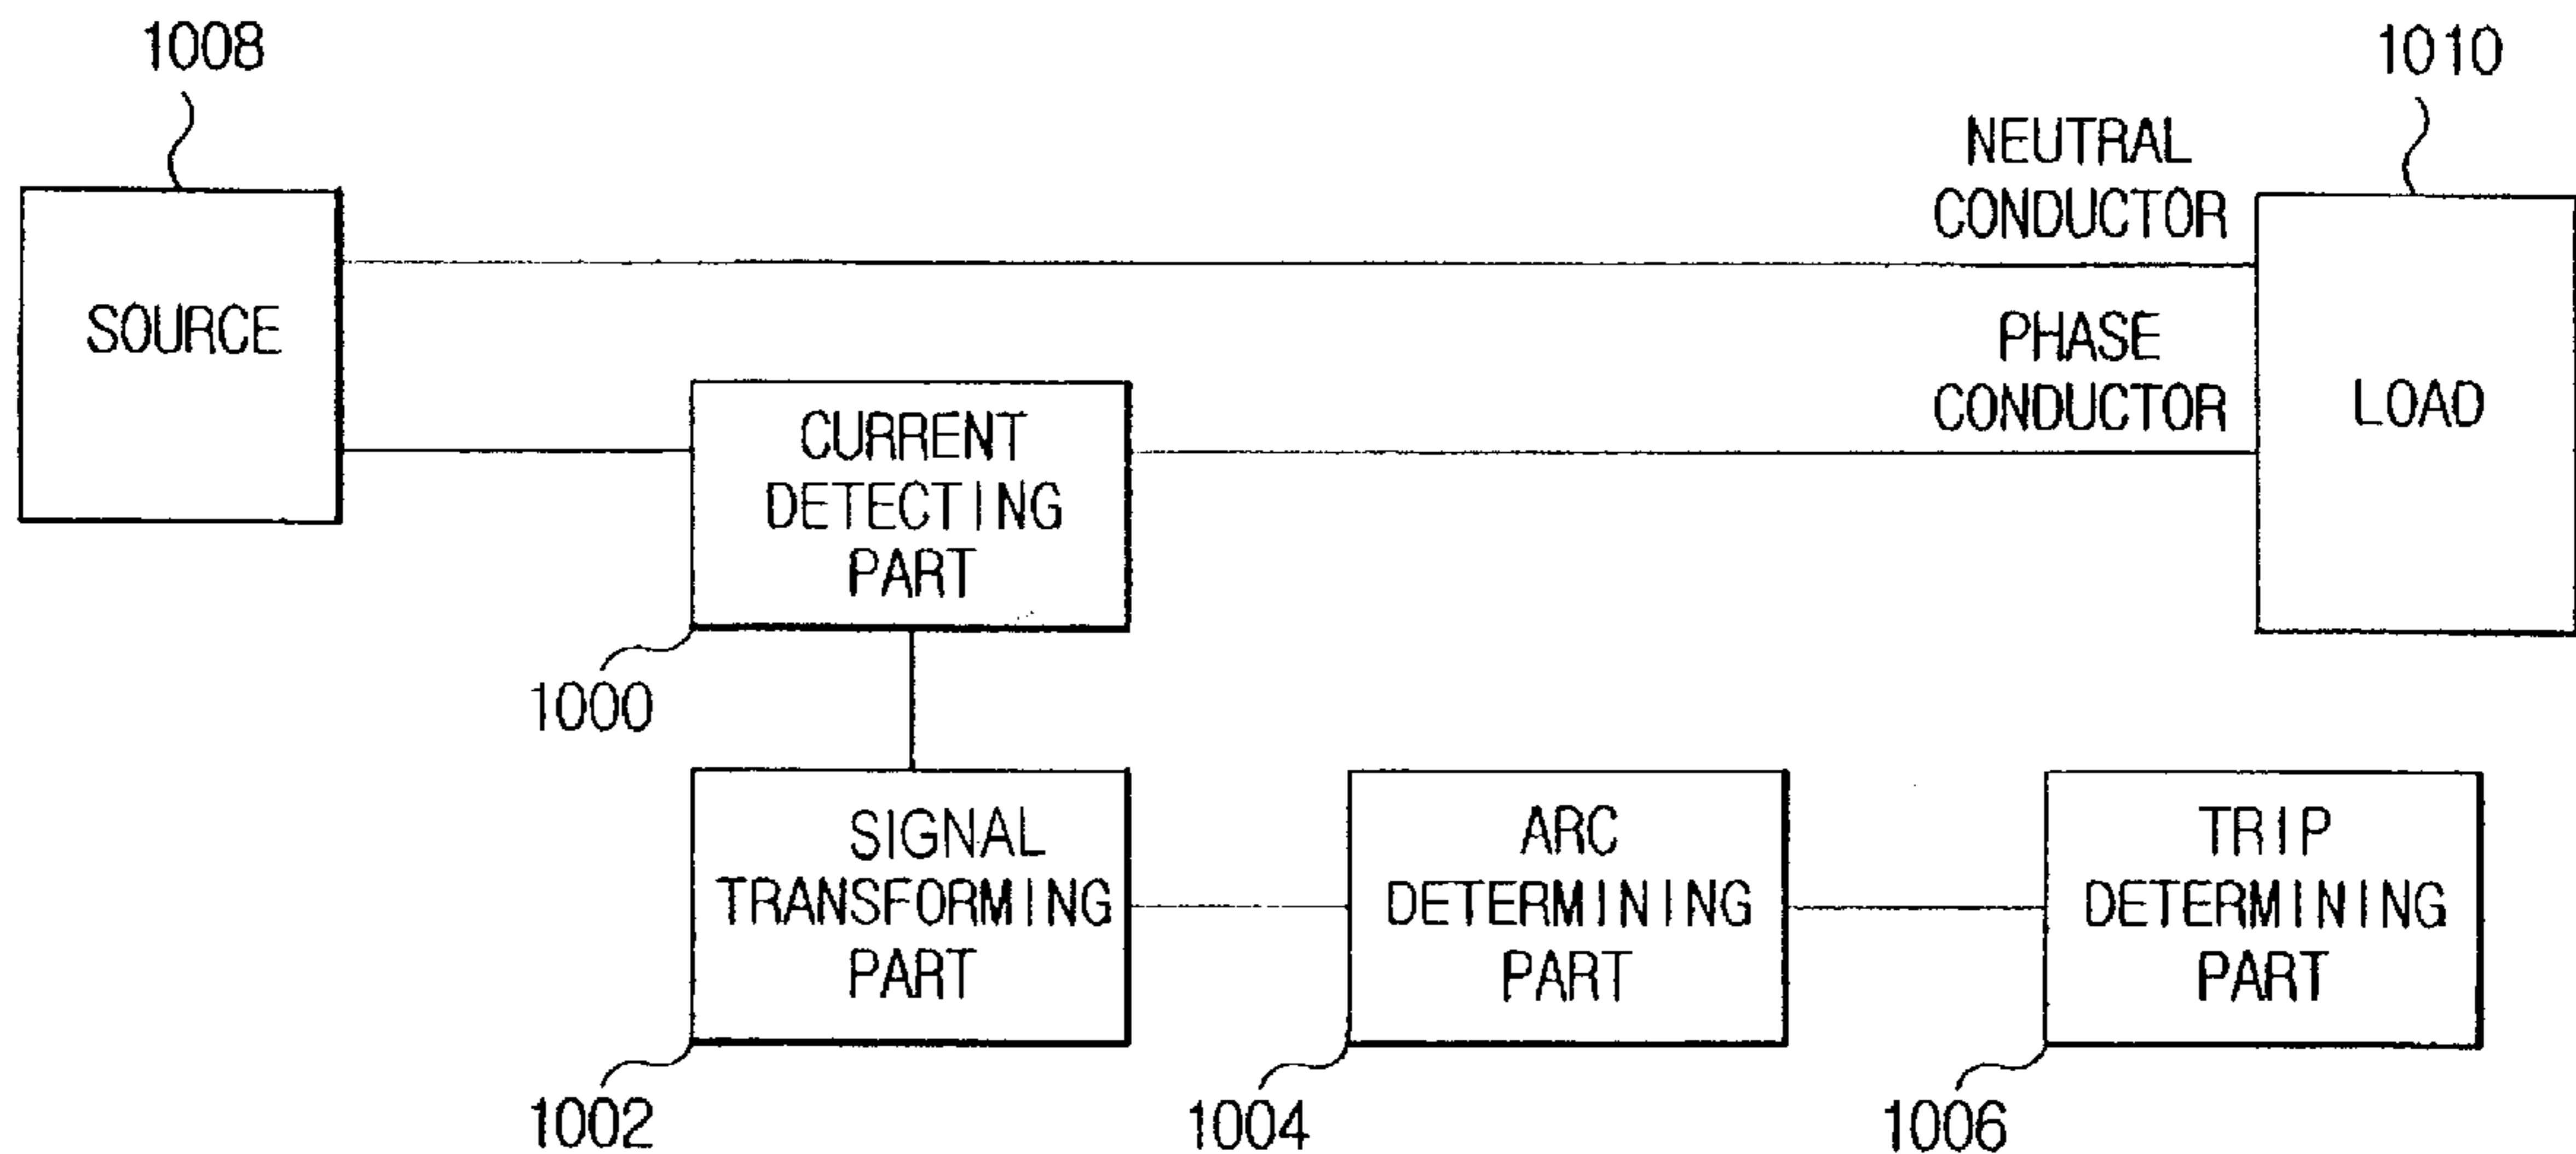 1008
1010
NEUTRAL
CONDUCTOR
SOURCE
PHASE
CONDUCTOR
LOAD
CURRENT
DETECTING
PART
1000
SIGNAL
TRANSFORMING
PART
ARC
DETERMINING
PART
TRIP
DETERMINING
PART
1002
1004
1006